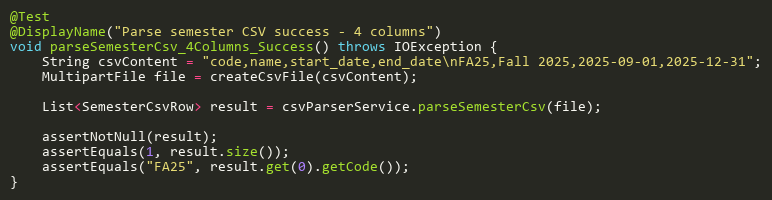 @Test
@DisplayName("Parse semester CSV success - 4 columns")
void parseSemesterCsv_4Columns_Success() throws IOException {
    String csvContent = "code,name,start_date,end_date\nFA25,Fall 2025,2025-09-01,2025-12-31";
    MultipartFile file = createCsvFile(csvContent);

    List<SemesterCsvRow> result = csvParserService.parseSemesterCsv(file);

    assertNotNull(result);
    assertEquals(1, result.size());
    assertEquals("FA25", result.get(0).getCode());
}